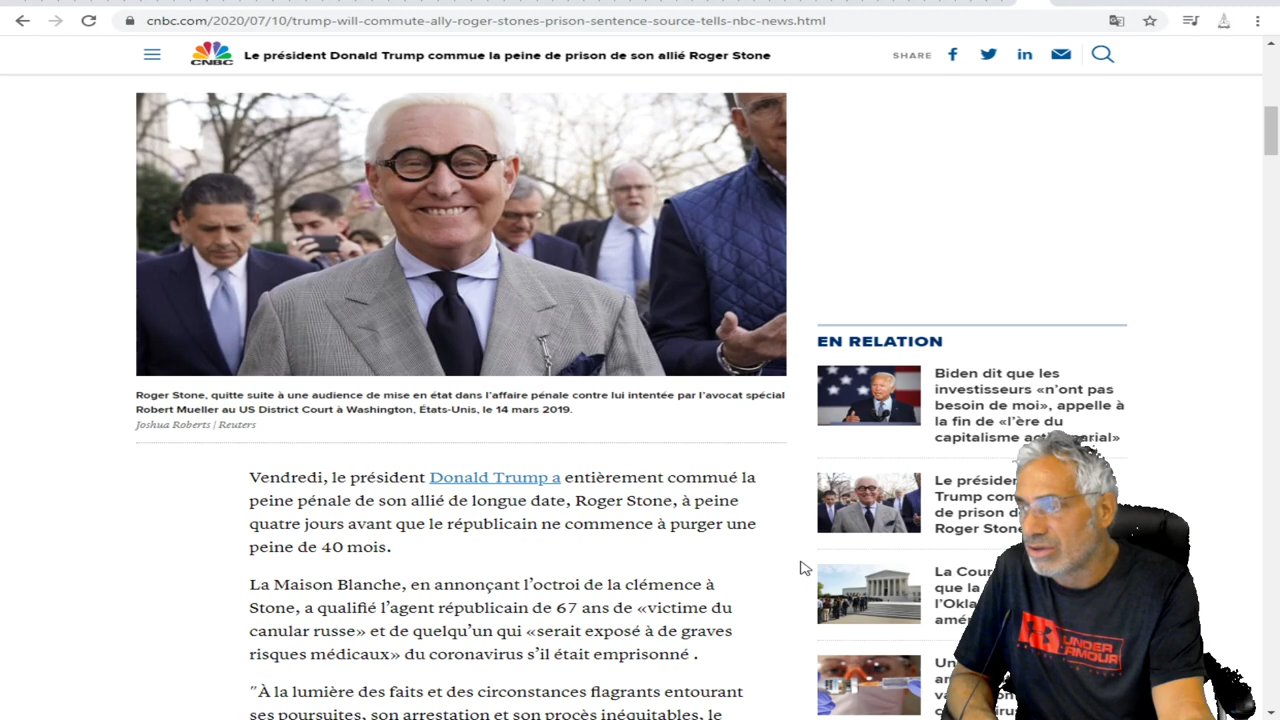 cnbc.com/2020/07/10/trump-will-commute-ally-roger-stones-prison-sentence-source-tells-nbc-news.html
CNBC
Le président Donald Trump commue la peine de prison de son allié Roger Stone
SHARE
Roger Stone, quitte suite à une audience de mise en état dans l'affaire pénale contre lui intentée par l'avocat spécial
Robert Mueller au US District Court à Washington, États-Unis, le 14 mars 2019.
Joshua Roberts | Reuters
Vendredi, le président Donald Trump a entièrement commué la
peine pénale de son allié de longue date, Roger Stone, à peine
quatre jours avant que le républicain ne commence à purger une
peine de 40 mois.
La Maison Blanche, en annonçant l'octroi de la clémence à
Stone, a qualifié l'agent républicain de 67 ans de «victime du
canular russe» et de quelqu'un qui «serait exposé à de graves
risques médicaux» du coronavirus s'il était emprisonné .
"À la lumière des faits et des circonstances flagrants entourant
ses poursuites, son arrestation et son procès inéquitables, le
EN RELATION
Biden dit que les
investisseurs «n'ont pas
besoin de moi», appelle à
la fin de «l'ère du
capitalisme
Le
Trump
de prison
Roger Stone
La
que la
UNDER
ARMOUR